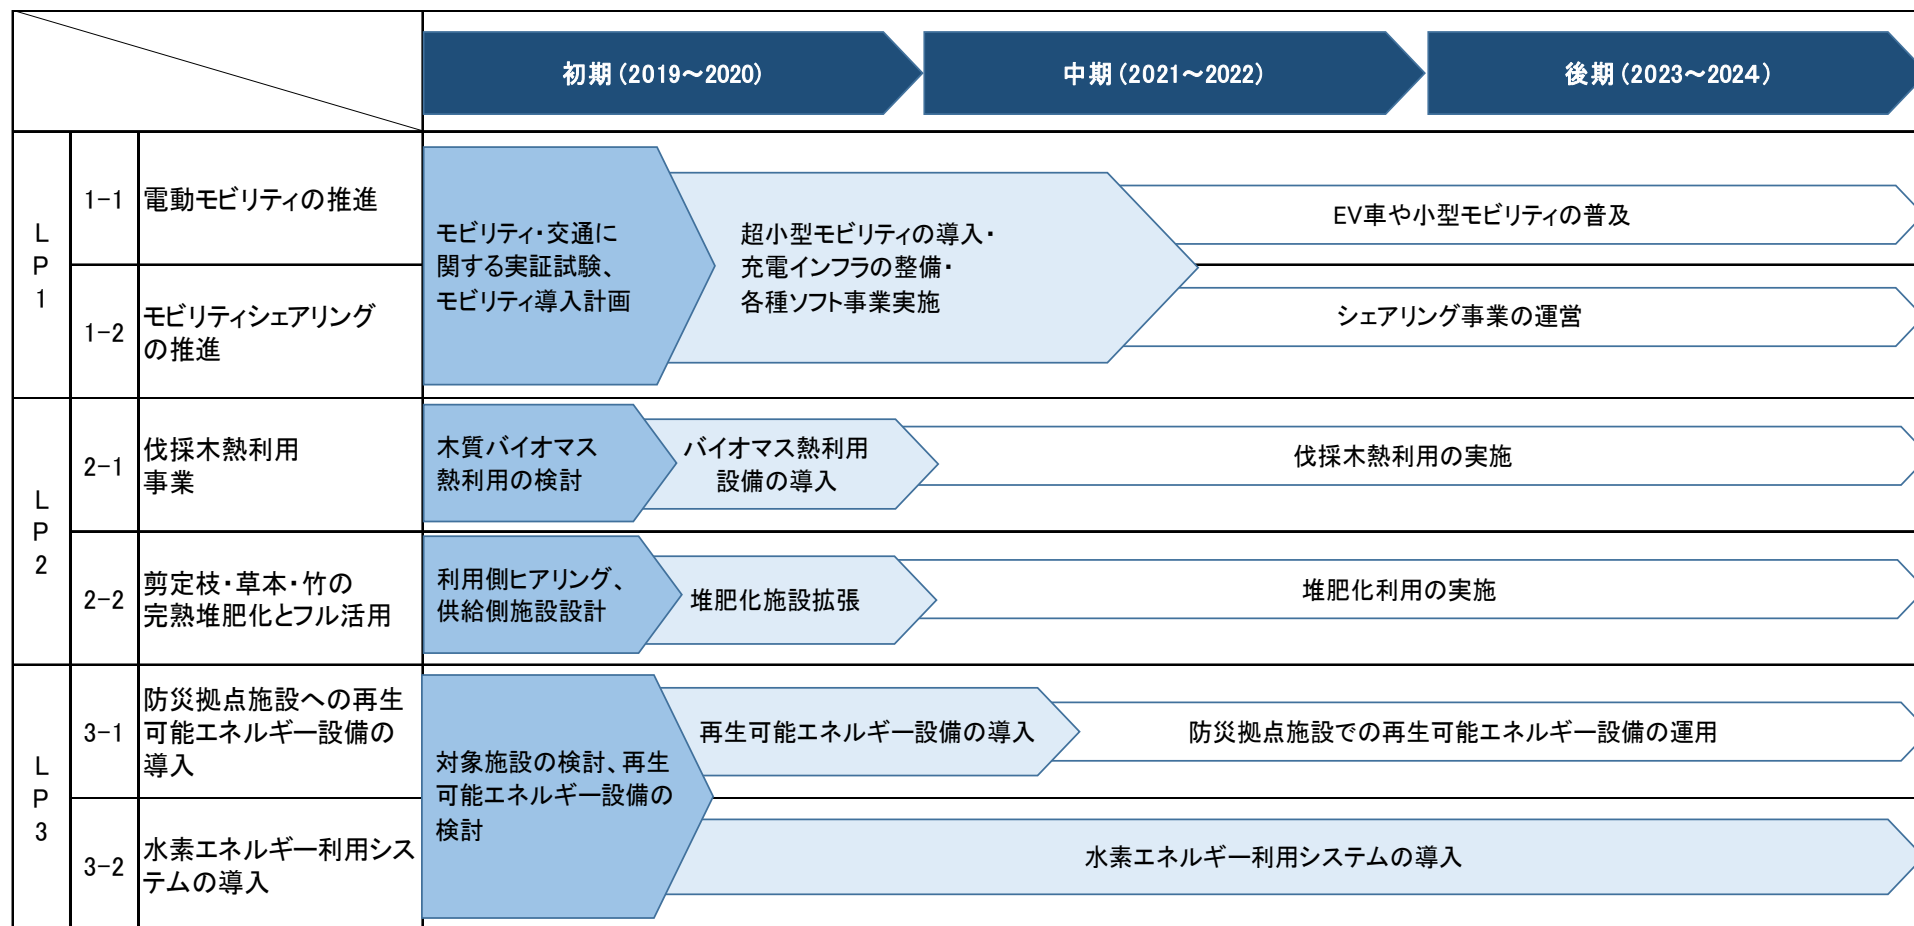 初期(2019～2020)
中期(2021～2022)
後期(2023～2024)
LP1
1-1
電動モビリティの推進
1-2
モビリティシェアリング
の推進
モビリティ・交通に
関する実証試験、
モビリティ導入計画
超小型モビリティの導入・
充電インフラの整備・
各種ソフト事業実施
EV車や小型モビリティの普及
シェアリング事業の運営
LP2
2-1
伐採木熱利用
事業
木質バイオマス
熱利用の検討
バイオマス熱利用
設備の導入
伐採木熱利用の実施
2-2
剪定枝・草本・竹の
完熟堆肥化とフル活用
利用側ヒアリング、
供給側施設設計
堆肥化施設拡張
堆肥化利用の実施
LP3
3-1
防災拠点施設への再生
可能エネルギー設備の
導入
3-2
水素エネルギー利用シス
テムの導入
対象施設の検討、再生
可能エネルギー設備の
検討
再生可能エネルギー設備の導入
防災拠点施設での再生可能エネルギー設備の運用
水素エネルギー利用システムの導入